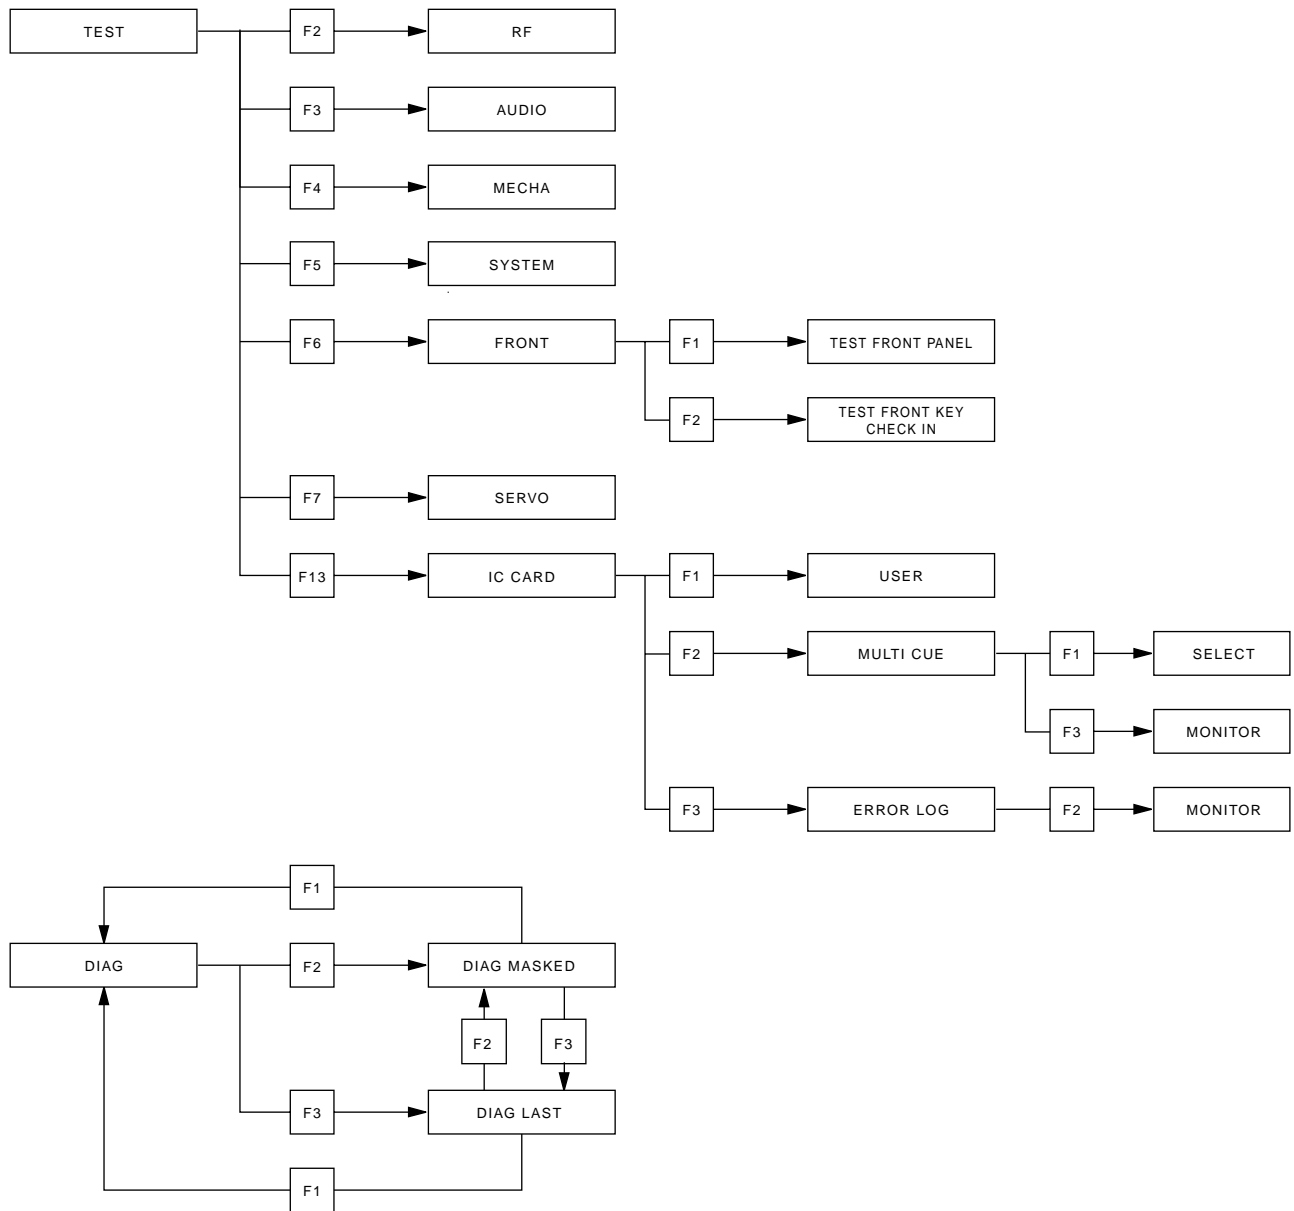 TEST
F2
RF
F3
AUDIO
F4
MECHA
F5
SYSTEM
F6
FRONT
F1
TEST FRONT PANEL
F2
TEST FRONT KEY
CHECK IN
F7
SERVO
F13
IC CARD
F1
USER
F2
MULTI CUE
F1
SELECT
F3
MONITOR
F3
ERROR LOG
F2
MONITOR
F1
DIAG
F2
DIAG MASKED
F2
F3
F3
DIAG LAST
F1